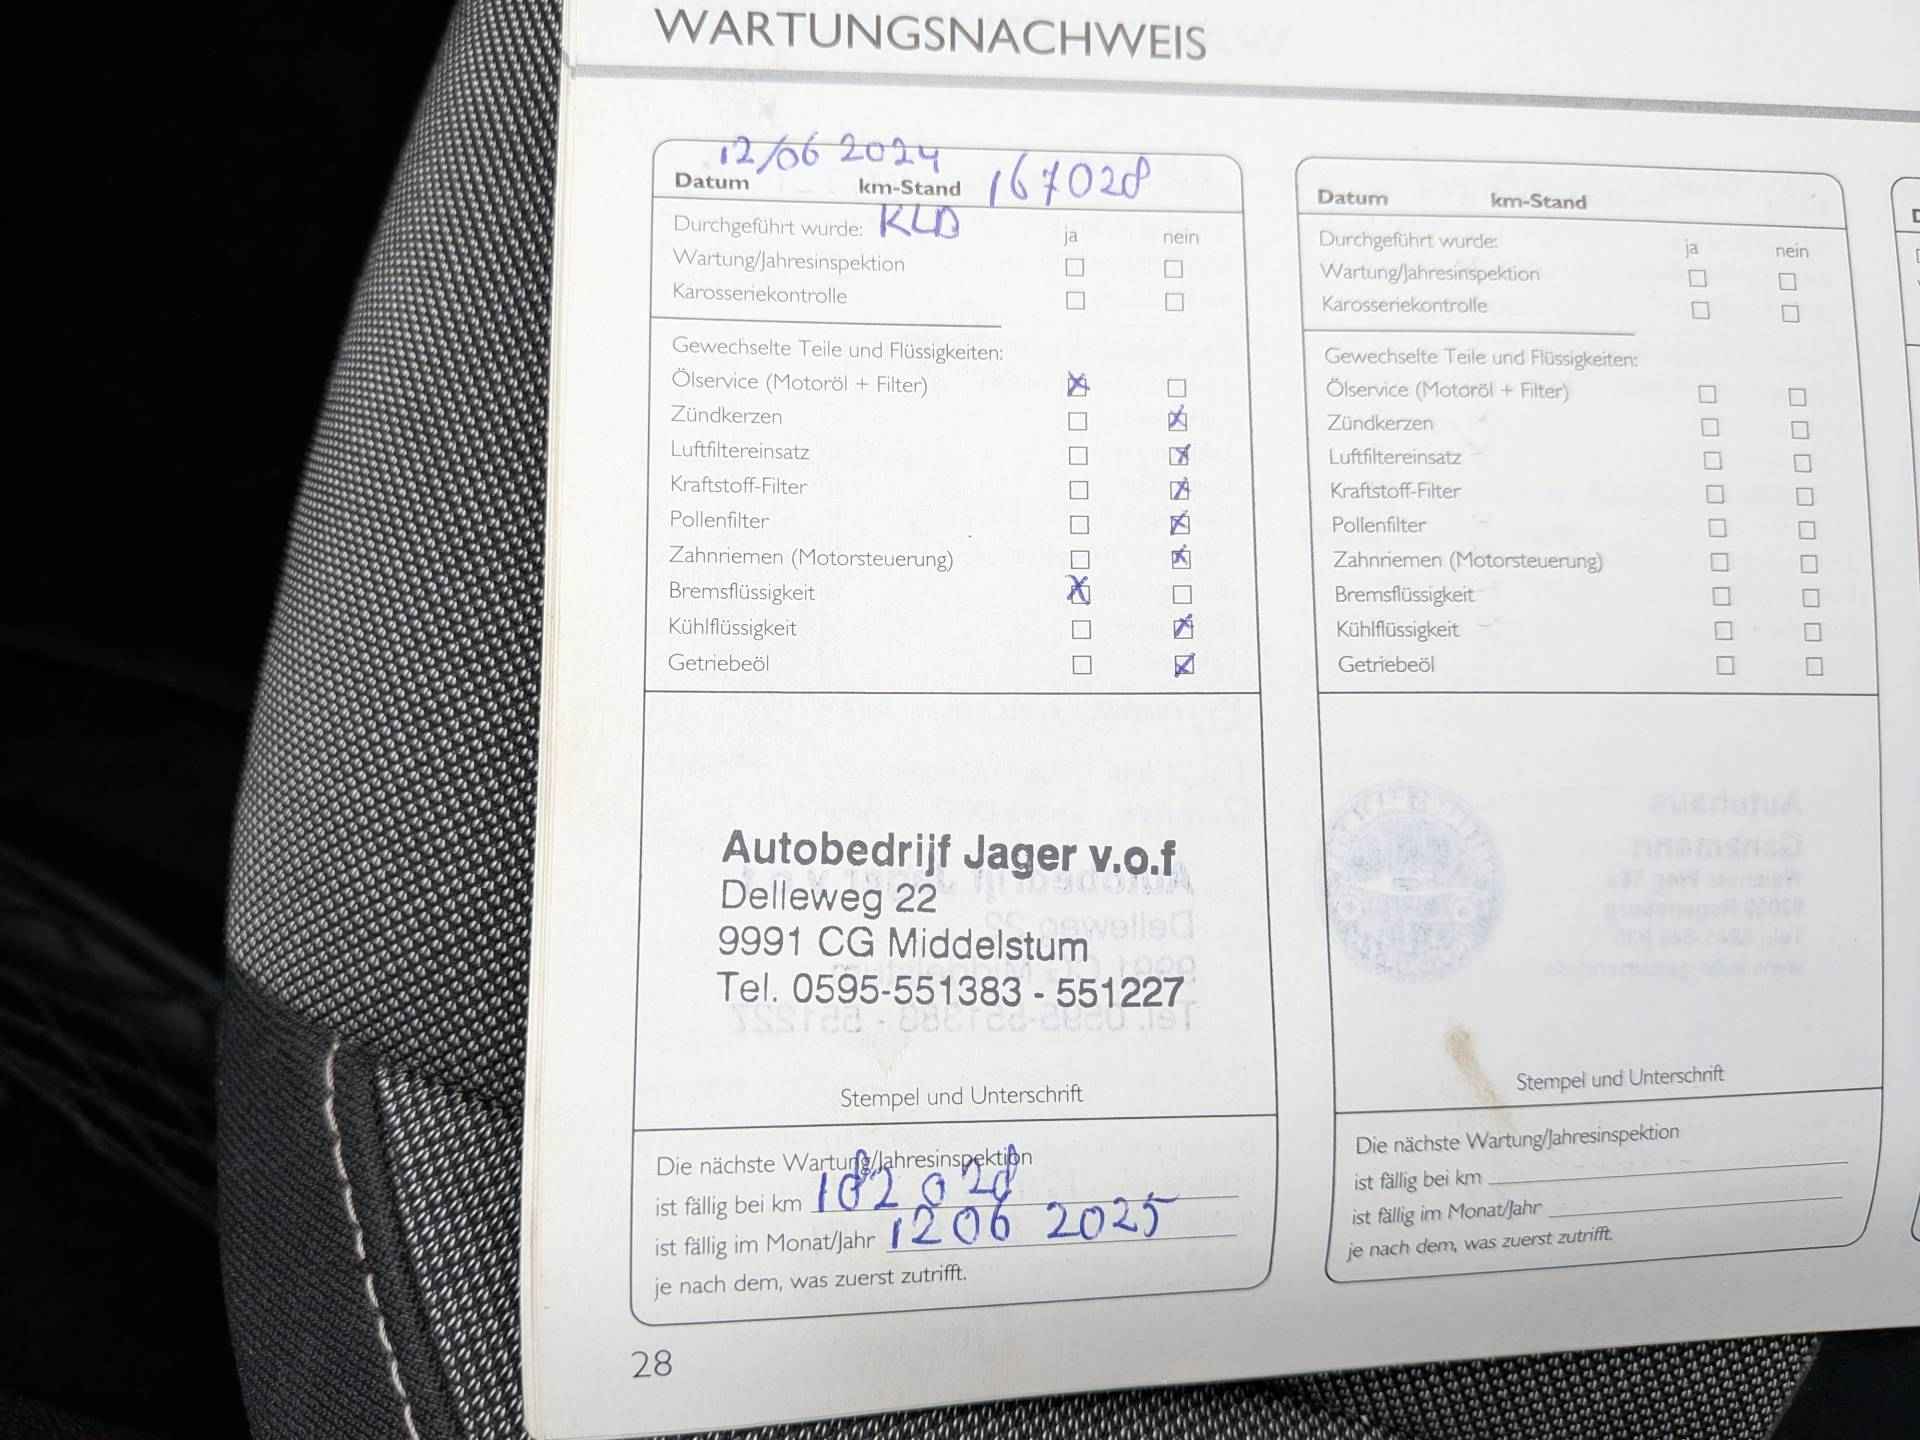 WARTUNGSNACHWEIS
12/06 2024
Datum km-Stand 167028
Durchgeführt wurde: KLD ja nein
Wartung/Jahresinspektion
Karosseriekontrolle
Gewechselte Teile und Flüssigkeiten:
Ölservice (Motoröl + Filter)
Zündkerzen
Luftfiltereinsatz
Kraftstoff-Filter
Pollenfilter
Zahnriemen (Motorsteuerung)
Bremsflüssigkeit
Kühlflüssigkeit
Getriebeöl
Autobedrijf Jager v.o.f
Delleweg 22
9991 CG Middelstum
Tel. 0595-551383 - 551227
Stempel und Unterschrift
Die nächste Wartung/Jahresinspektion
ist fällig bei km 182028
ist fällig im Monat/Jahr 1206 2025
je nach dem, was zuerst zutrifft.
28
Datum km-Stand
Durchgeführt wurde: ja nein
Wartung/Jahresinspektion
Karosseriekontrolle
Gewechselte Teile und Flüssigkeiten:
Ölservice (Motoröl + Filter)
Zündkerzen
Luftfiltereinsatz
Kraftstoff-Filter
Pollenfilter
Zahnriemen (Motorsteuerung)
Bremsflüssigkeit
Kühlflüssigkeit
Getriebeöl
Stempel und Unterschrift
Die nächste Wartung/Jahresinspektion
ist fällig bei km
ist fällig im Monat/Jahr
je nach dem, was zuerst zutrifft.